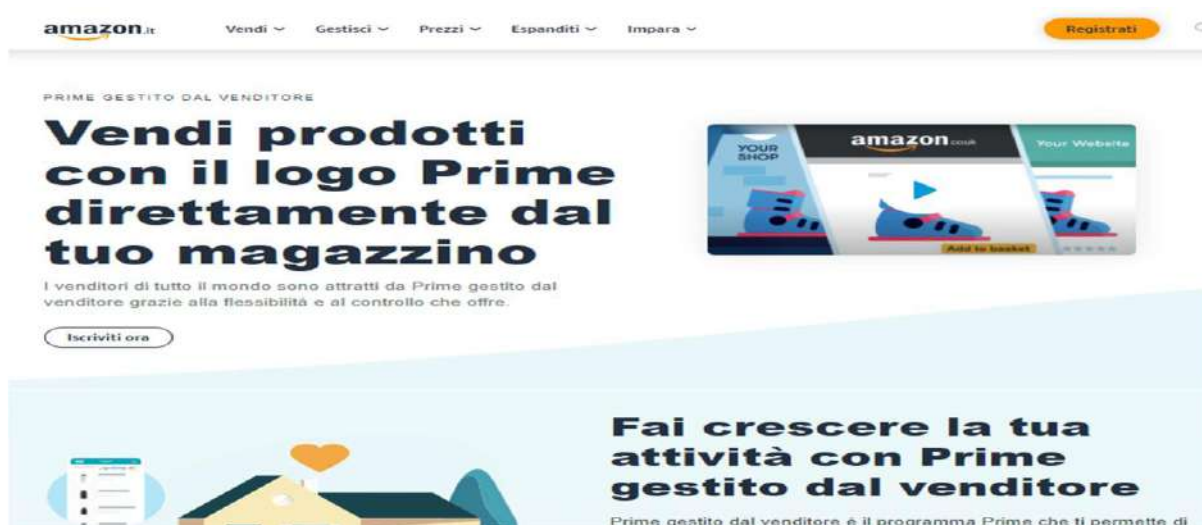 amazon.it
Vendi
Gestisci
Prezzi
Espanditi
Impara
Registrati
PRIME GESTITO DAL VENDITORE
Vendi prodotti
con il logo Prime
direttamente dal
tuo magazzino
I venditori di tutto il mondo sono attratti da Prime gestito dal
venditore grazie alla flessibilità e al controllo che offre.
Iscriviti ora
YOUR
SHOP
amazon.co.uk
Your Website
Add to basket
Fai crescere la tua
attività con Prime
gestito dal venditore
Prime gestito dal venditore è il programma Prime che ti permette di